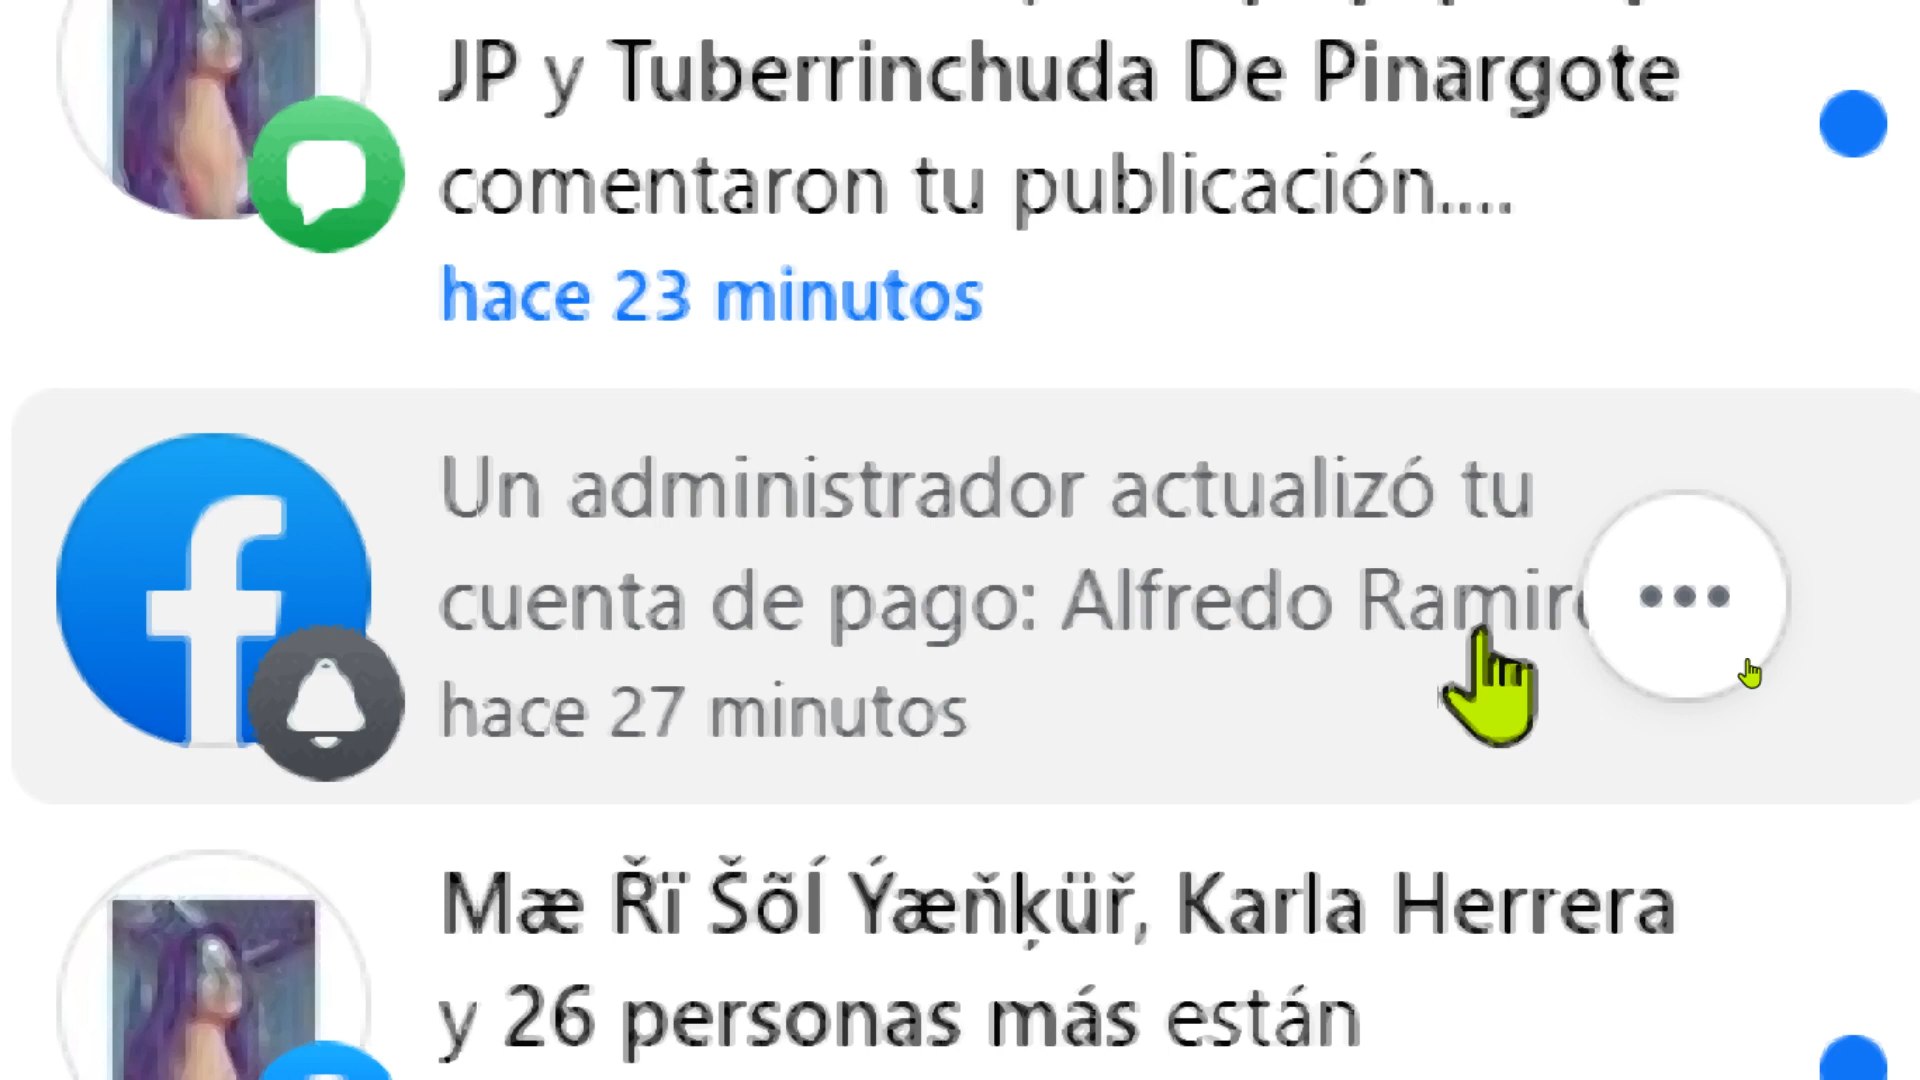 JP y Tuberrinchuda De Pinargote
comentaron tu publicación....
hace 23 minutos
Un administrador actualizó tu
cuenta de pago: Alfredo Ramir
hace 27 minutos
Mæ Řï Šõĺ Ýæňķüř, Karla Herrera
y 26 personas más están